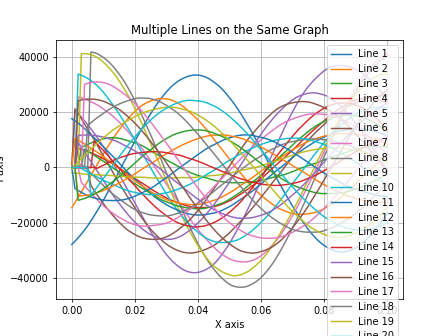 Multiple Lines on the Same Graph
40000
20000
0
−20000
−40000
0.00
0.02
0.04
0.06
0.08
X axis
Line 1
Line 2
Line 3
Line 4
Line 5
Line 6
Line 7
Line 8
Line 9
Line 10
Line 11
Line 12
Line 13
Line 14
Line 15
Line 16
Line 17
Line 18
Line 19
Line 20